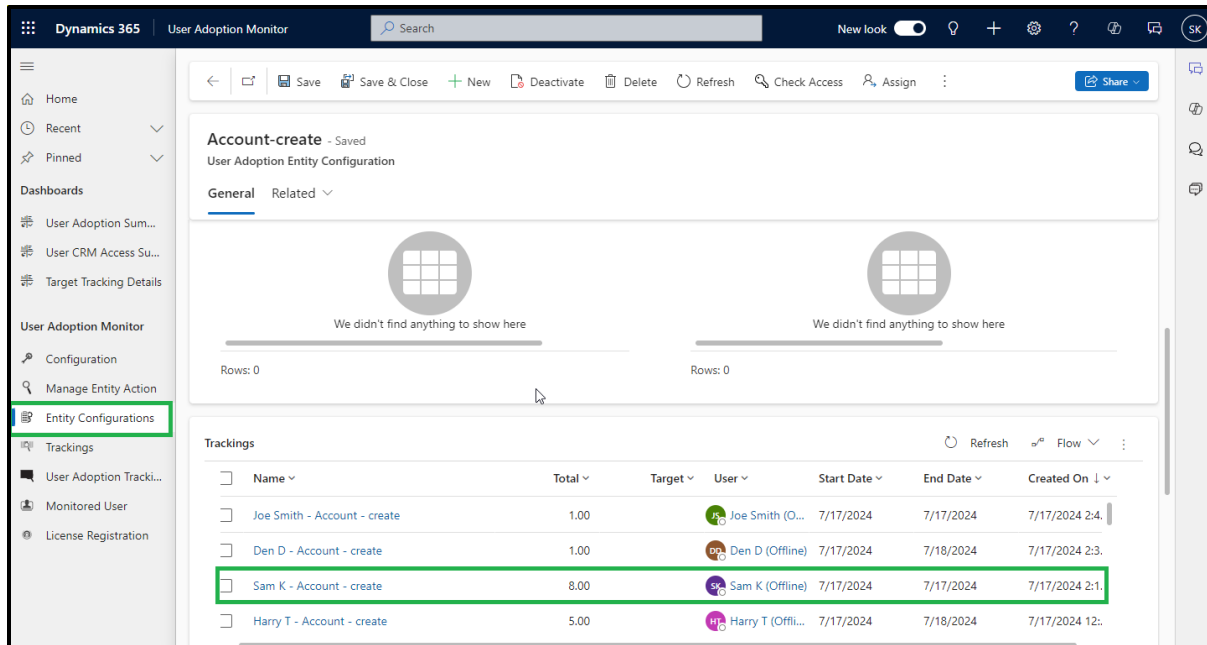 Dynamics 365 User Adoption Monitor Search New look SK
Save Save & Close New Deactivate Delete Refresh Check Access Assign Share
Home
Recent
Pinned
Dashboards
User Adoption Sum...
User CRM Access Su...
Target Tracking Details
User Adoption Monitor
Configuration
Manage Entity Action
Entity Configurations
Trackings
User Adoption Tracki...
Monitored User
License Registration
Account-create - Saved
User Adoption Entity Configuration
General Related
We didn't find anything to show here We didn't find anything to show here
Rows: 0 Rows: 0
Trackings Refresh Flow
Name Total Target User Start Date End Date Created On
Joe Smith - Account - create 1.00 JS Joe Smith (O... 7/17/2024 7/17/2024 7/17/2024 2:4.
Den D - Account - create 1.00 DD Den D (Offline) 7/17/2024 7/18/2024 7/17/2024 2:3.
Sam K - Account - create 8.00 SK Sam K (Offline) 7/17/2024 7/17/2024 7/17/2024 2:1.
Harry T - Account - create 5.00 HT Harry T (Offli... 7/17/2024 7/18/2024 7/17/2024 12:.